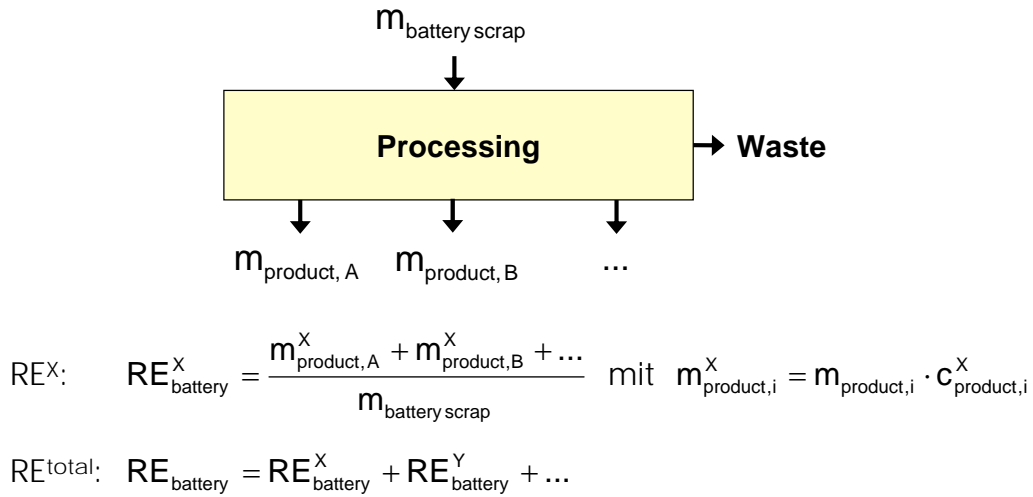 m_battery scrap
Processing
Waste
m_product, A m_product, B ...
RE^X: RE^X_battery = (m^X_product,A + m^X_product,B + ...) / m_battery scrap mit m^X_product,i = m_product,i · c^X_product,i
RE^total: RE_battery = RE^X_battery + RE^Y_battery + ...